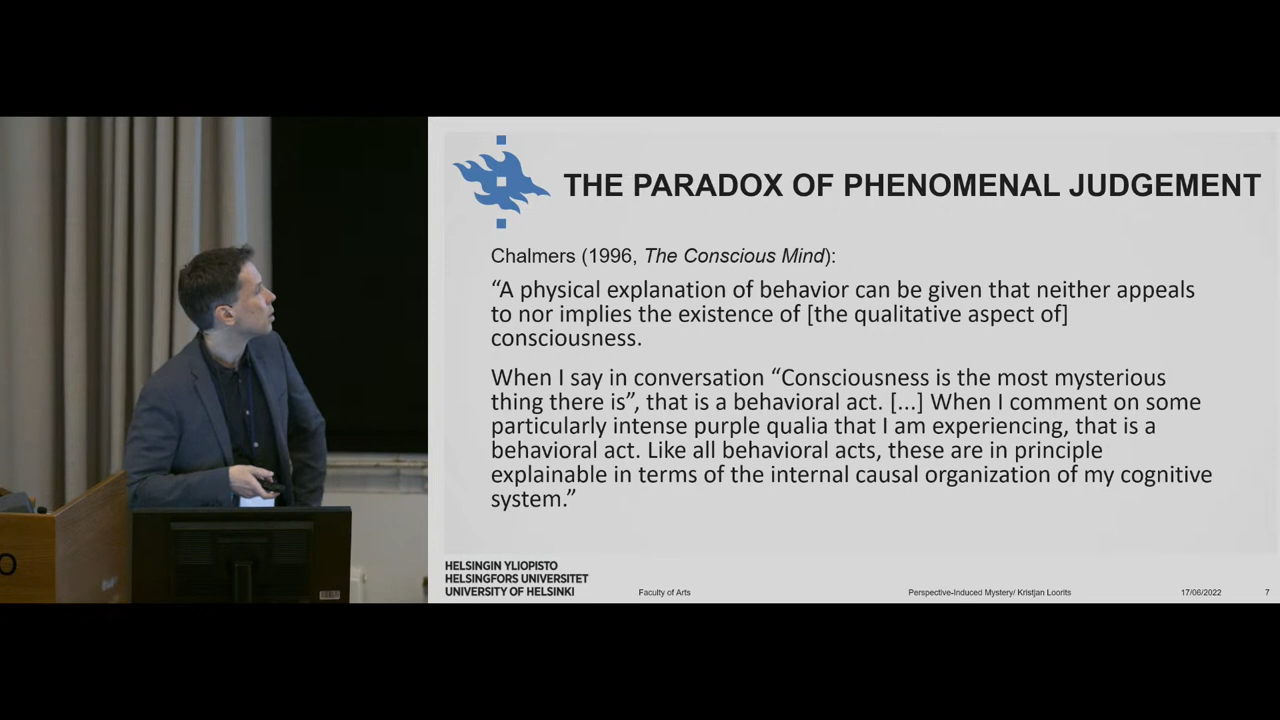 THE PARADOX OF PHENOMENAL JUDGEMENT
Chalmers (1996, The Conscious Mind):
“A physical explanation of behavior can be given that neither appeals
to nor implies the existence of [the qualitative aspect of]
consciousness.
When I say in conversation “Consciousness is the most mysterious
thing there is”, that is a behavioral act. [...] When I comment on some
particularly intense purple qualia that I am experiencing, that is a
behavioral act. Like all behavioral acts, these are in principle
explainable in terms of the internal causal organization of my cognitive
system.”
HELSINGIN YLIOPISTO
HELSINGFORS UNIVERSITET
UNIVERSITY OF HELSINKI
Faculty of Arts
Perspective-Induced Mystery/ Kristjan Loorits
17/06/2022
7
O